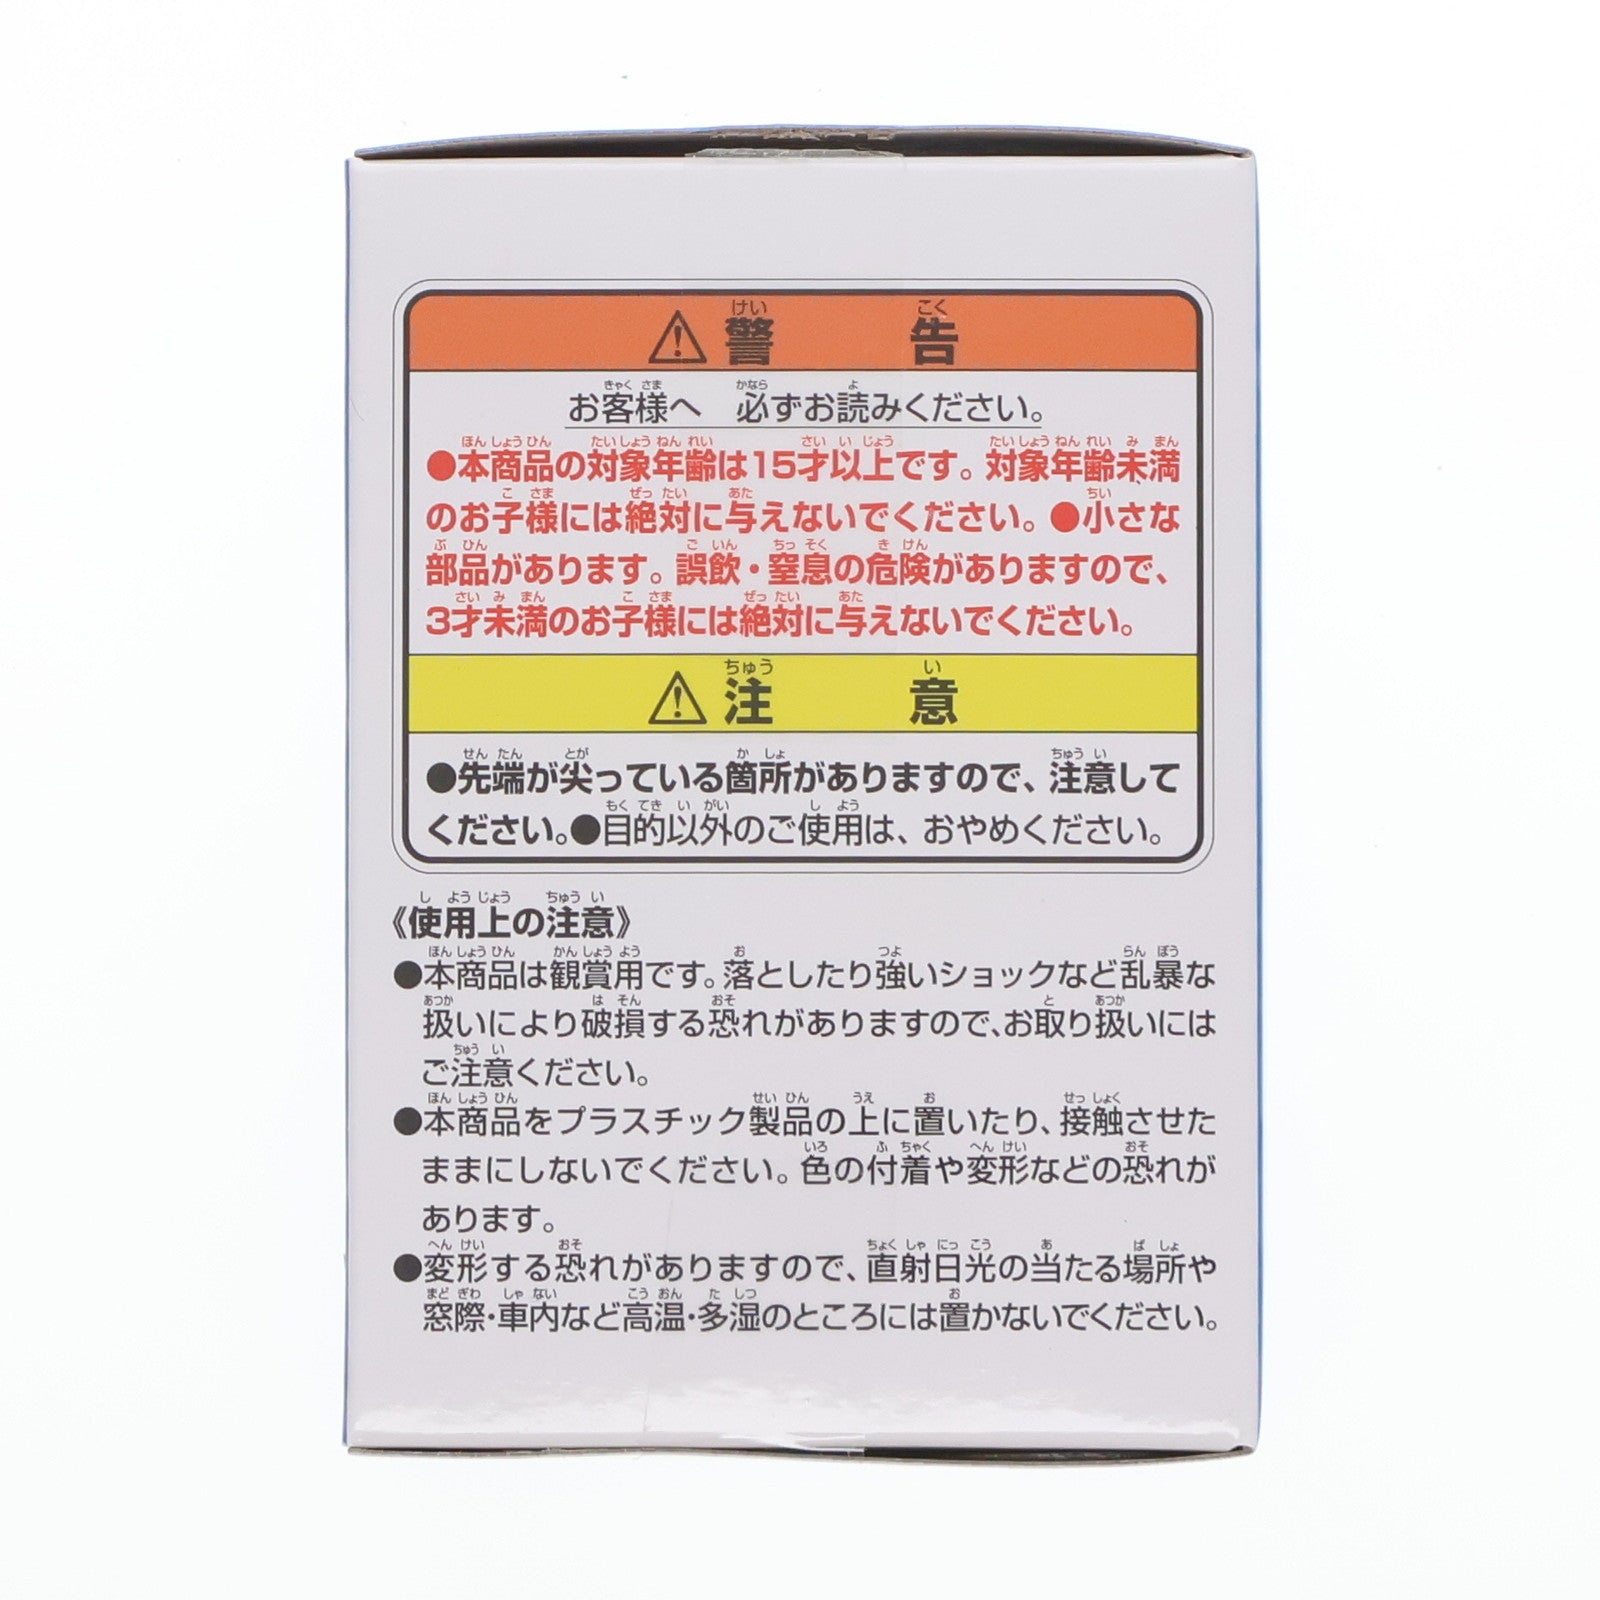 ⚠警告
お客様へ 必ずお読みください。
●本商品の対象年齢は15才以上です。対象年齢未満
のお子様には絶対に与えないでください。●小さな
部品があります。誤飲・窒息の危険がありますので、
3才未満のお子様には絶対に与えないでください。
⚠注意
●先端が尖っている箇所がありますので、注意して
ください。●目的以外のご使用は、おやめください。
《使用上の注意》
●本商品は観賞用です。落としたり強いショックなど乱暴な
扱いにより破損する恐れがありますので、お取り扱いには
ご注意ください。
●本商品をプラスチック製品の上に置いたり、接触させた
ままにしないでください。色の付着や変形などの恐れが
あります。
●変形する恐れがありますので、直射日光の当たる場所や
窓際・車内など高温・多湿のところには置かないでください。